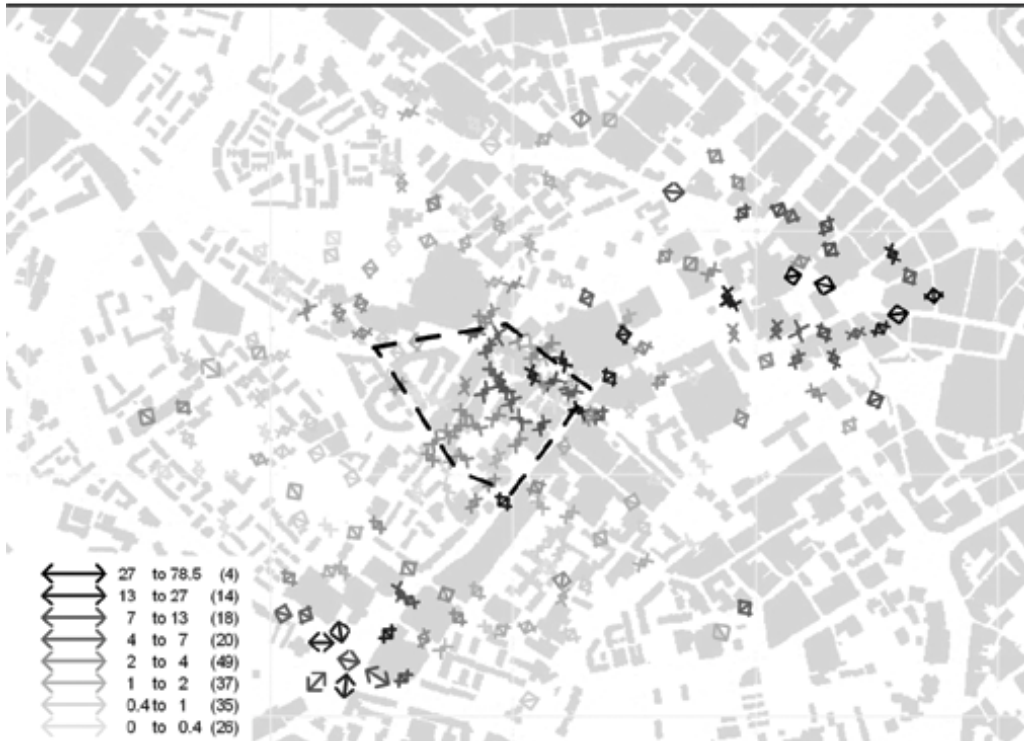 27 to 78.5 (4)
13 to 27 (14)
7 to 13 (18)
4 to 7 (20)
2 to 4 (49)
1 to 2 (37)
0.4 to 1 (35)
0 to 0.4 (26)